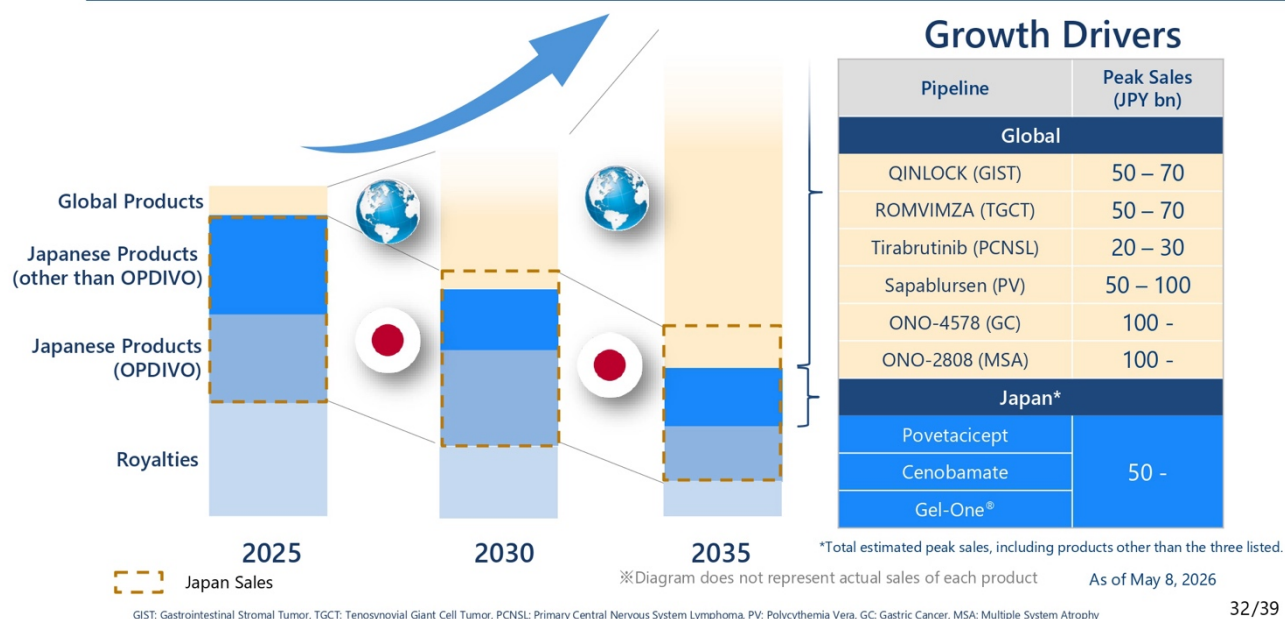 Growth Drivers
Global Products
Japanese Products
(other than OPDIVO)
Japanese Products
(OPDIVO)
Royalties
2025
2030
2035
Japan Sales
Pipeline
Peak Sales
(JPY bn)
Global
QINLOCK (GIST)
50 – 70
ROMVIMZA (TGCT)
50 – 70
Tirabrutinib (PCNSL)
20 – 30
Sapablursen (PV)
50 – 100
ONO-4578 (GC)
100 -
ONO-2808 (MSA)
100 -
Japan*
Povetacicept
Cenobamate
Gel-One®
50 -
*Total estimated peak sales, including products other than the three listed.
※Diagram does not represent actual sales of each product
As of May 8, 2026
GIST: Gastrointestinal Stromal Tumor, TGCT: Tenosynovial Giant Cell Tumor, PCNSL: Primary Central Nervous System Lymphoma, PV: Polycythemia Vera, GC: Gastric Cancer, MSA: Multiple System Atrophy
32/39